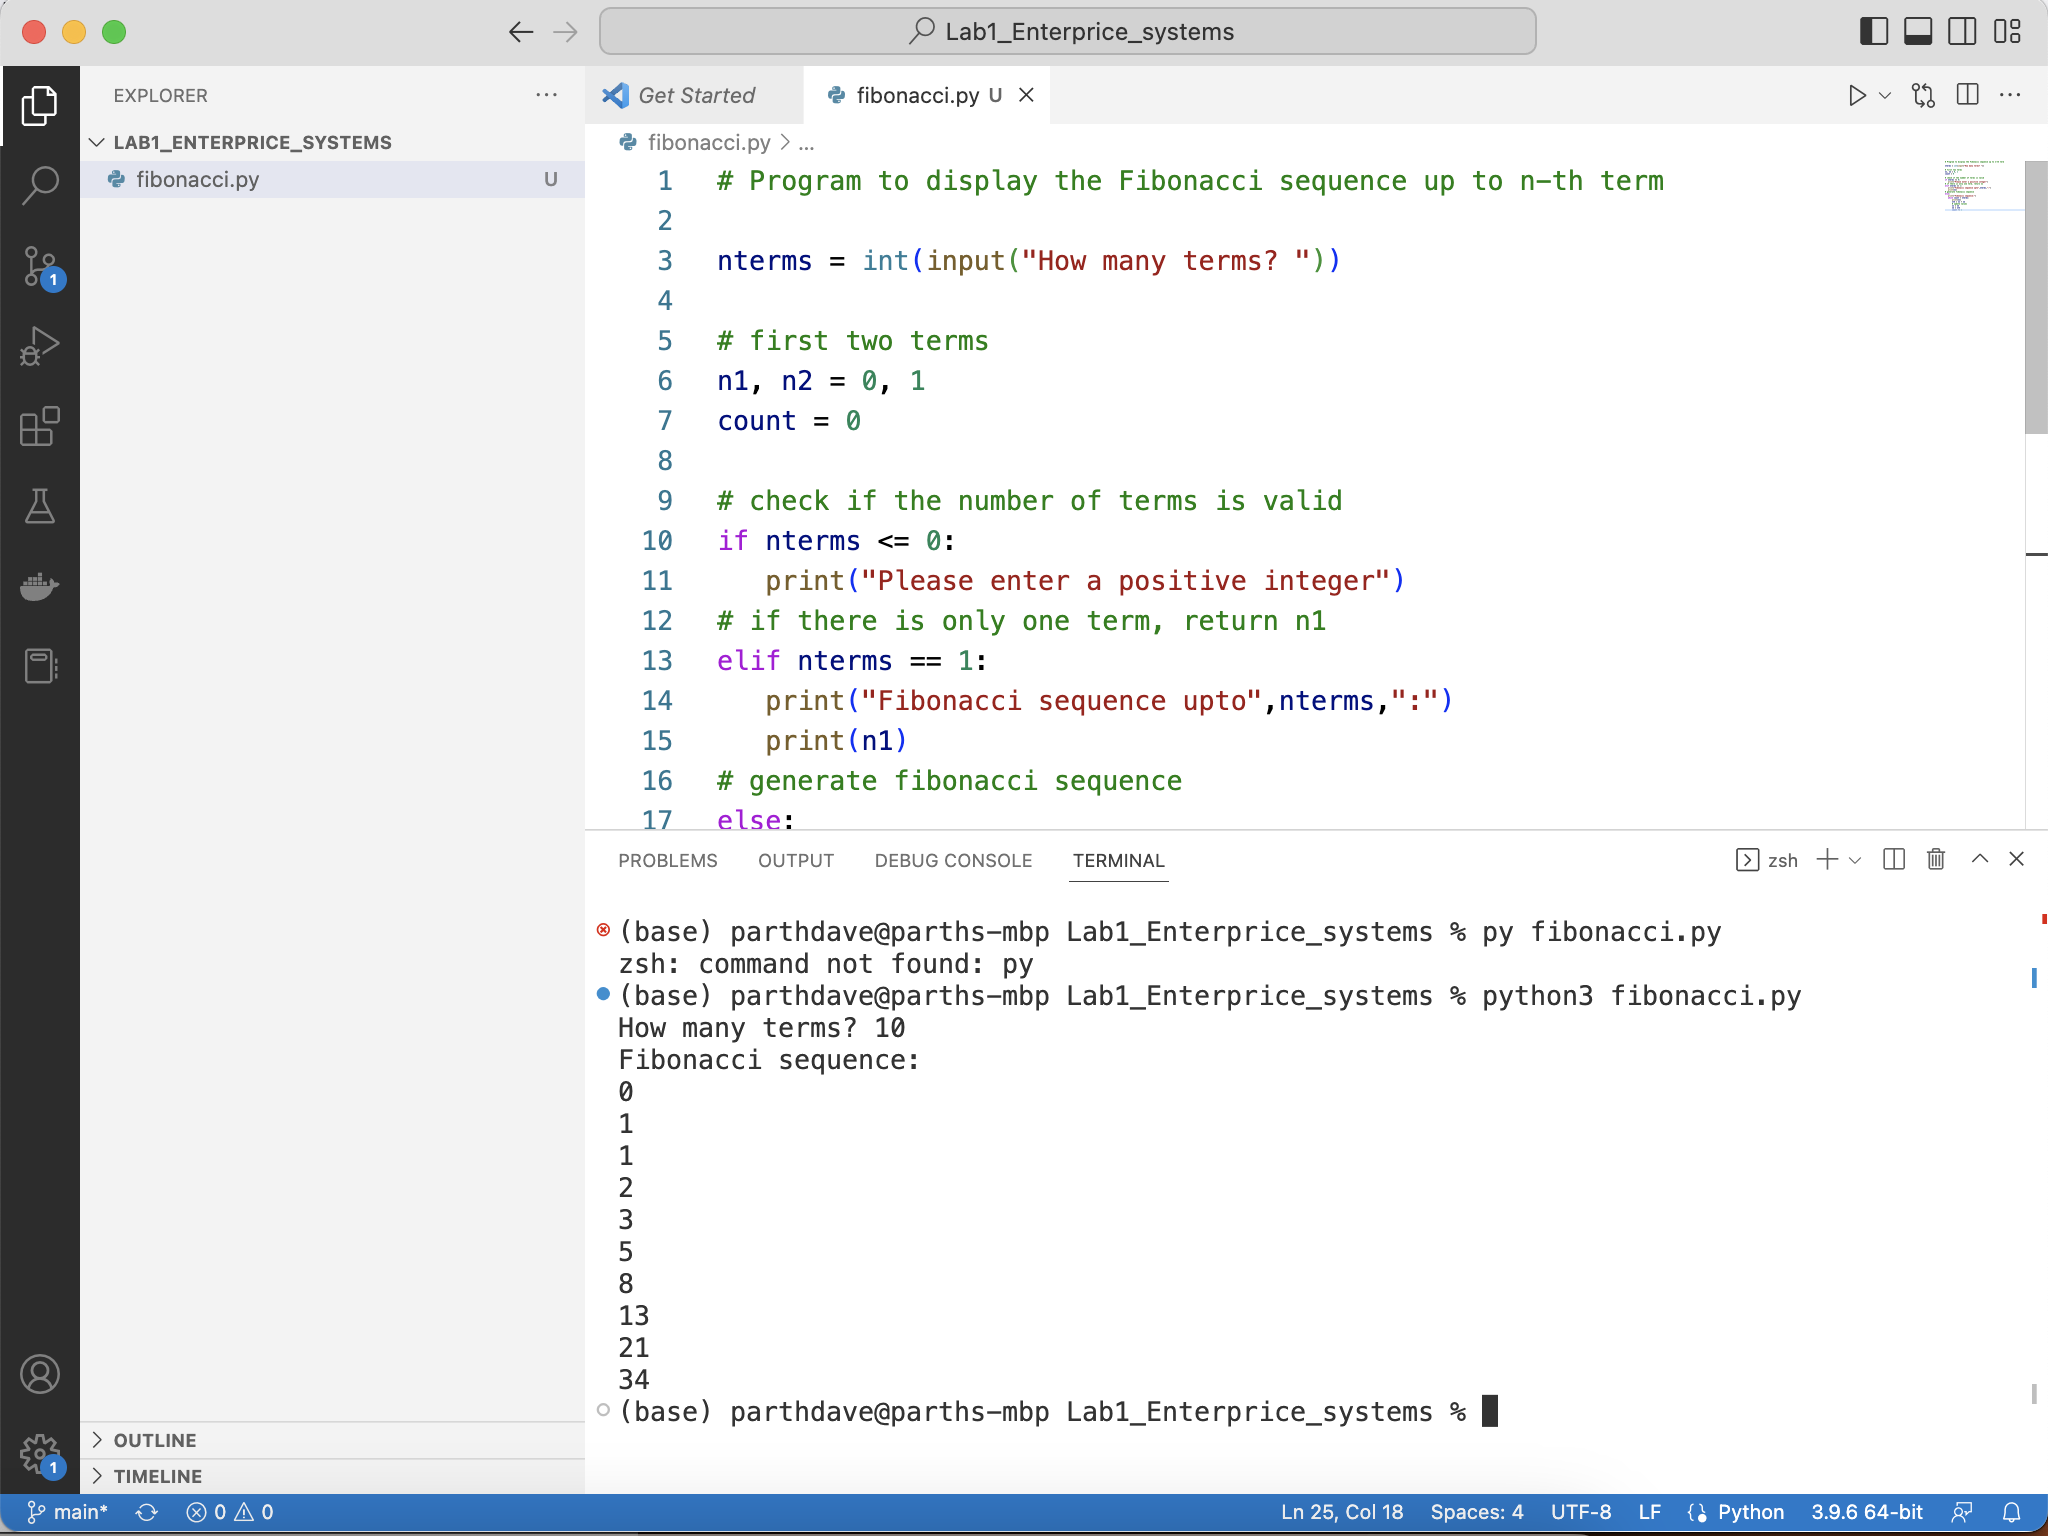 Lab1_Enterprice_systems
EXPLORER
Get Started
fibonacci.py U
LAB1_ENTERPRICE_SYSTEMS
fibonacci.py U
fibonacci.py > ...
1 # Program to display the Fibonacci sequence up to n-th term
2
3 nterms = int(input("How many terms? "))
4
5 # first two terms
6 n1, n2 = 0, 1
7 count = 0
8
9 # check if the number of terms is valid
10 if nterms <= 0:
11    print("Please enter a positive integer")
12 # if there is only one term, return n1
13 elif nterms == 1:
14    print("Fibonacci sequence upto",nterms,":")
15    print(n1)
16 # generate fibonacci sequence
17 else:
1
PROBLEMS OUTPUT DEBUG CONSOLE TERMINAL
zsh
(base) parthdave@parths-mbp Lab1_Enterprice_systems % py fibonacci.py
zsh: command not found: py
(base) parthdave@parths-mbp Lab1_Enterprice_systems % python3 fibonacci.py
How many terms? 10
Fibonacci sequence:
0
1
1
2
3
5
8
13
21
34
(base) parthdave@parths-mbp Lab1_Enterprice_systems %
OUTLINE
1
TIMELINE
main* 0 0
Ln 25, Col 18 Spaces: 4 UTF-8 LF Python 3.9.6 64-bit